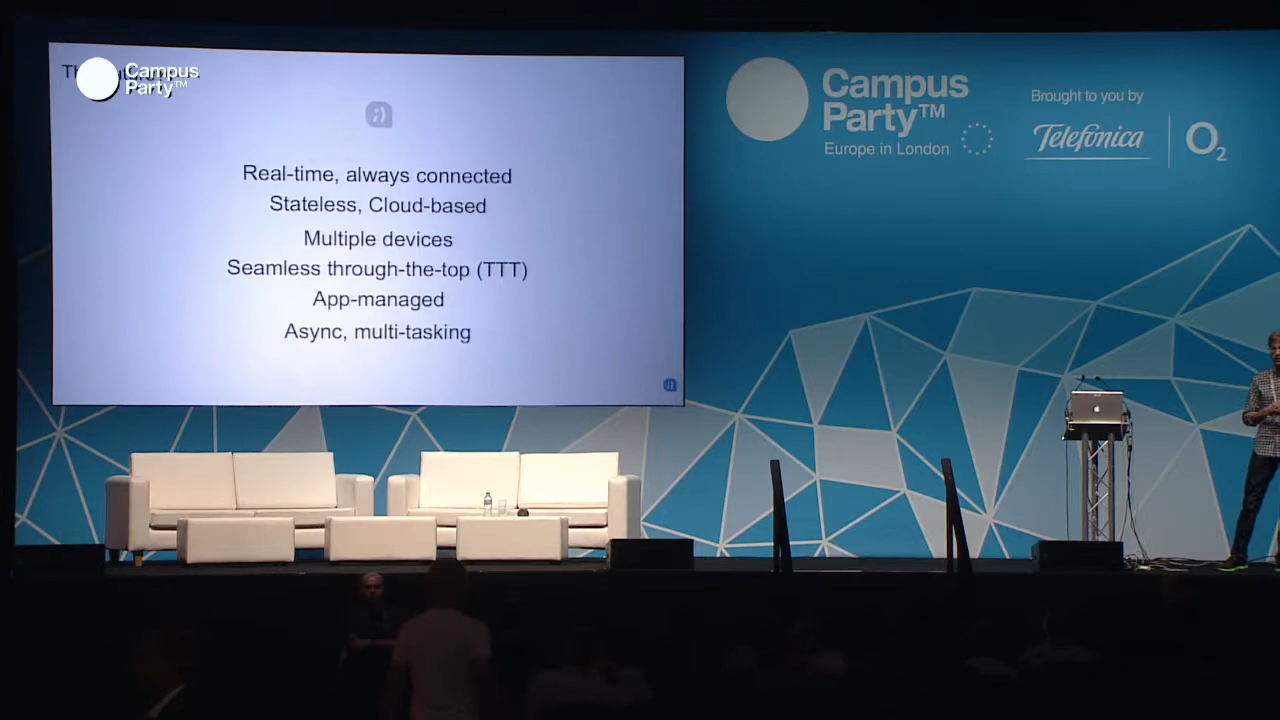 Campus
Party™
Real-time, always connected
Stateless, Cloud-based
Multiple devices
Seamless through-the-top (TTT)
App-managed
Async, multi-tasking
Campus
Party™
Europe in London
Brought to you by
Telefónica
O2